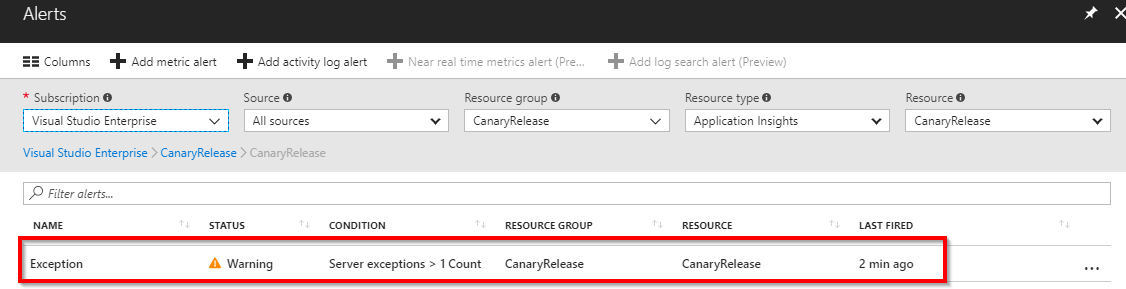 Alerts
Columns Add metric alert Add activity log alert Near real time metrics alert (Pre... Add log search alert (Preview)
* Subscription Source Resource group Resource type Resource
Visual Studio Enterprise All sources CanaryRelease Application Insights CanaryRelease
Visual Studio Enterprise > CanaryRelease > CanaryRelease
Filter alerts...
NAME STATUS CONDITION RESOURCE GROUP RESOURCE LAST FIRED
Exception Warning Server exceptions > 1 Count CanaryRelease CanaryRelease 2 min ago ...